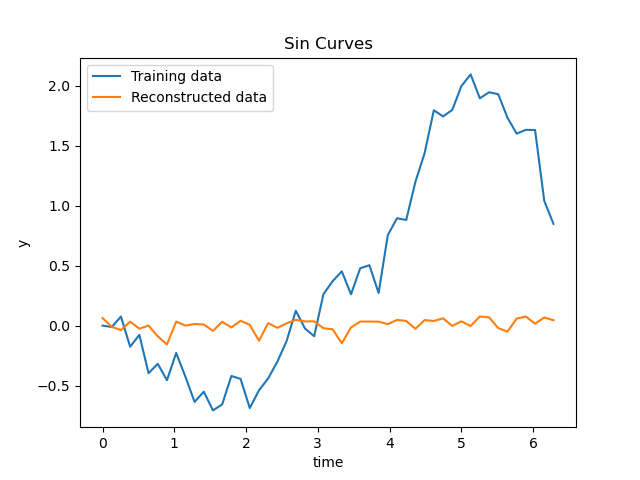 Sin Curves
Training data
Reconstructed data
2.0
1.5
1.0
0.5
0.0
−0.5
y
0 1 2 3 4 5 6
time